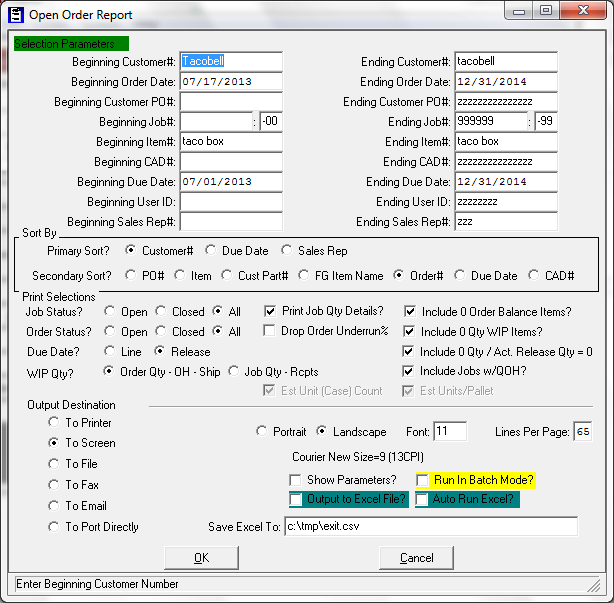 Open Order Report
Selection Parameters
Beginning Customer#: Tacobell Ending Customer#: tacobell
Beginning Order Date: 07/17/2013 Ending Order Date: 12/31/2014
Beginning Customer PO#: Ending Customer PO#: zzzzzzzzzzzzzzz
Beginning Job#: : -00 Ending Job#: 999999 : -99
Beginning Item#: taco box Ending Item#: taco box
Beginning CAD#: Ending CAD#: zzzzzzzzzzzzzzz
Beginning Due Date: 07/01/2013 Ending Due Date: 12/31/2014
Beginning User ID: Ending User ID: zzzzzzzz
Beginning Sales Rep#: Ending Sales Rep#: zzz
Sort By
Primary Sort? Customer# Due Date Sales Rep
Secondary Sort? PO# Item Cust Part# FG Item Name Order# Due Date CAD#
Print Selections
Job Status? Open Closed All Print Job Qty Details? Include 0 Order Balance Items?
Order Status? Open Closed All Drop Order Underrun% Include 0 Qty WIP Items?
Due Date? Line Release Include 0 Qty / Act. Release Qty = 0
WIP Qty? Order Qty - OH - Ship Job Qty - Rcpts Include Jobs w/QOH?
Est Unit (Case) Count Est Units/Pallet
Output Destination
To Printer Portrait Landscape Font: 11 Lines Per Page: 65
To Screen
Courier New Size=9 (13CPI)
To File Show Parameters? Run In Batch Mode?
To Fax Output to Excel File? Auto Run Excel?
To Email
To Port Directly Save Excel To: c:\tmp\exit.csv
OK Cancel
Enter Beginning Customer Number